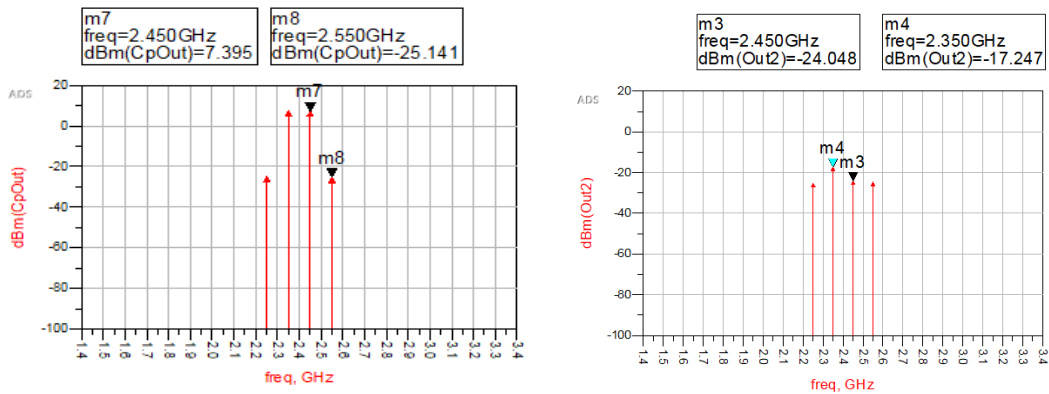 m7
freq=2.450GHz
dBm(CpOut)=7.395
m8
freq=2.550GHz
dBm(CpOut)=-25.141
ADS
20
0
-20
-40
-60
-80
-100
dBm(CpOut)
m7
m8
1.4 1.5 1.6 1.7 1.8 1.9 2.0 2.1 2.2 2.3 2.4 2.5 2.6 2.7 2.8 2.9 3.0 3.1 3.2 3.3 3.4
freq, GHz
m3
freq=2.450GHz
dBm(Out2)=-24.048
m4
freq=2.350GHz
dBm(Out2)=-17.247
ADS
20
0
-20
-40
-60
-80
-100
dBm(Out2)
m4
m3
1.4 1.5 1.6 1.7 1.8 1.9 2.0 2.1 2.2 2.3 2.4 2.5 2.6 2.7 2.8 2.9 3.0 3.1 3.2 3.3 3.4
freq, GHz